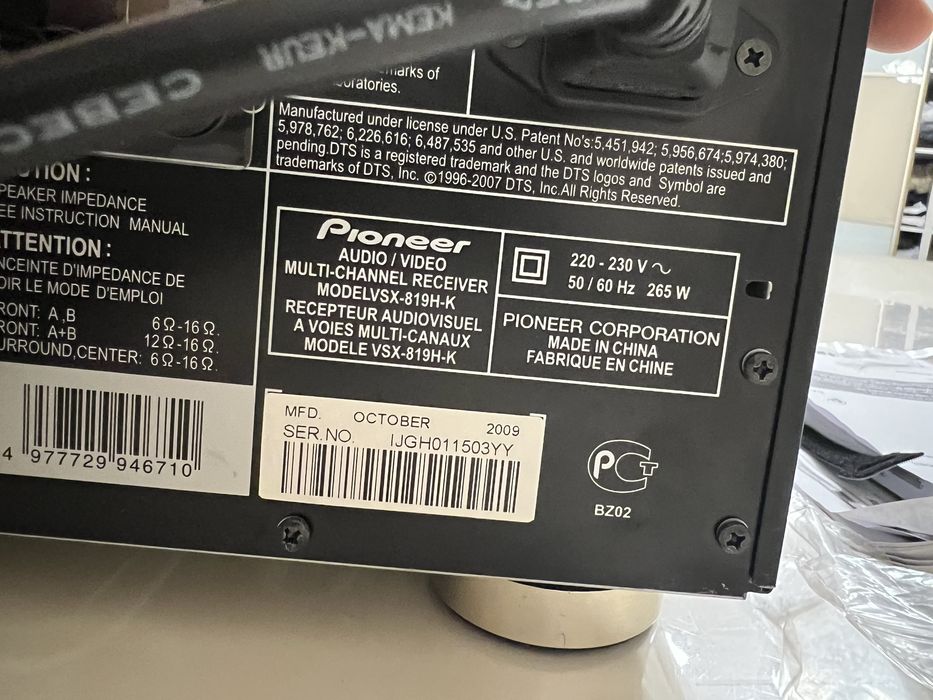 CEBEC
KEMA-KEUR
marks of
oratories.
Manufactured under license under U.S. Patent No's:5,451,942; 5,956,674;5,974,380;
5,978,762; 6,226,616; 6,487,535 and other U.S. and worldwide patents issued and
pending.DTS is a registered trademark and the DTS logos and Symbol are
trademarks of DTS, Inc. ©1996-2007 DTS, Inc.All Rights Reserved.
UTION :
PEAKER IMPEDANCE
EE INSTRUCTION MANUAL
TTENTION :
NCEINTE D'IMPEDANCE DE
OIR LE MODE D'EMPLOI
RONT: A,B 6Ω-16Ω.
RONT: A+B 12Ω-16Ω.
URROUND,CENTER: 6Ω-16Ω.
Pioneer
AUDIO / VIDEO
MULTI-CHANNEL RECEIVER
MODELVSX-819H-K
RECEPTEUR AUDIOVISUEL
A VOIES MULTI-CANAUX
MODELE VSX-819H-K
220 - 230 V ~
50 / 60 Hz 265 W
PIONEER CORPORATION
MADE IN CHINA
FABRIQUE EN CHINE
4 977729 946710
MFD. OCTOBER 2009
SER.NO. IJGH011503YY
PCT
BZ02